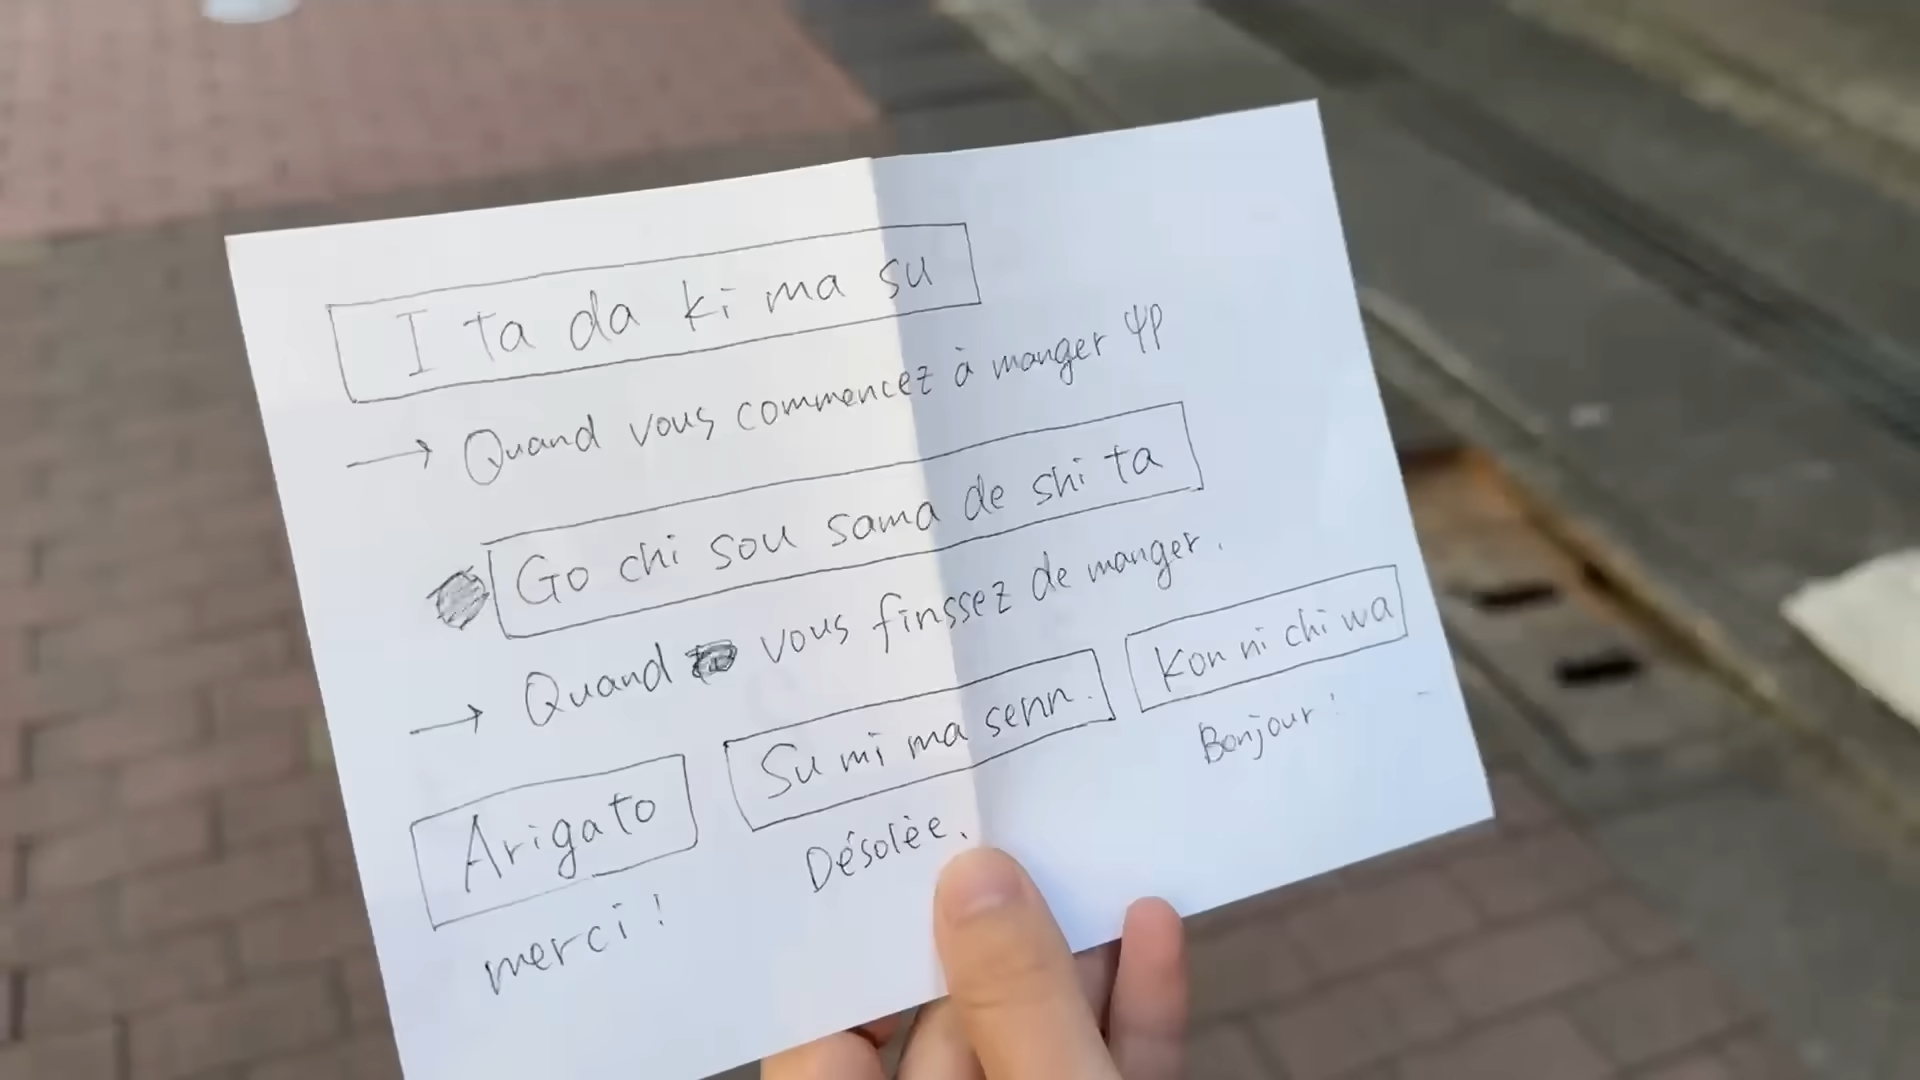 I ta da ki ma su
→ Quand vous commencez à manger
Go chi sou sama de shi ta
→ Quand vous finssez de manger.
Arigato
merci!
Su mi ma senn.
Désolèe.
Kon ni chi wa
Bonjour!